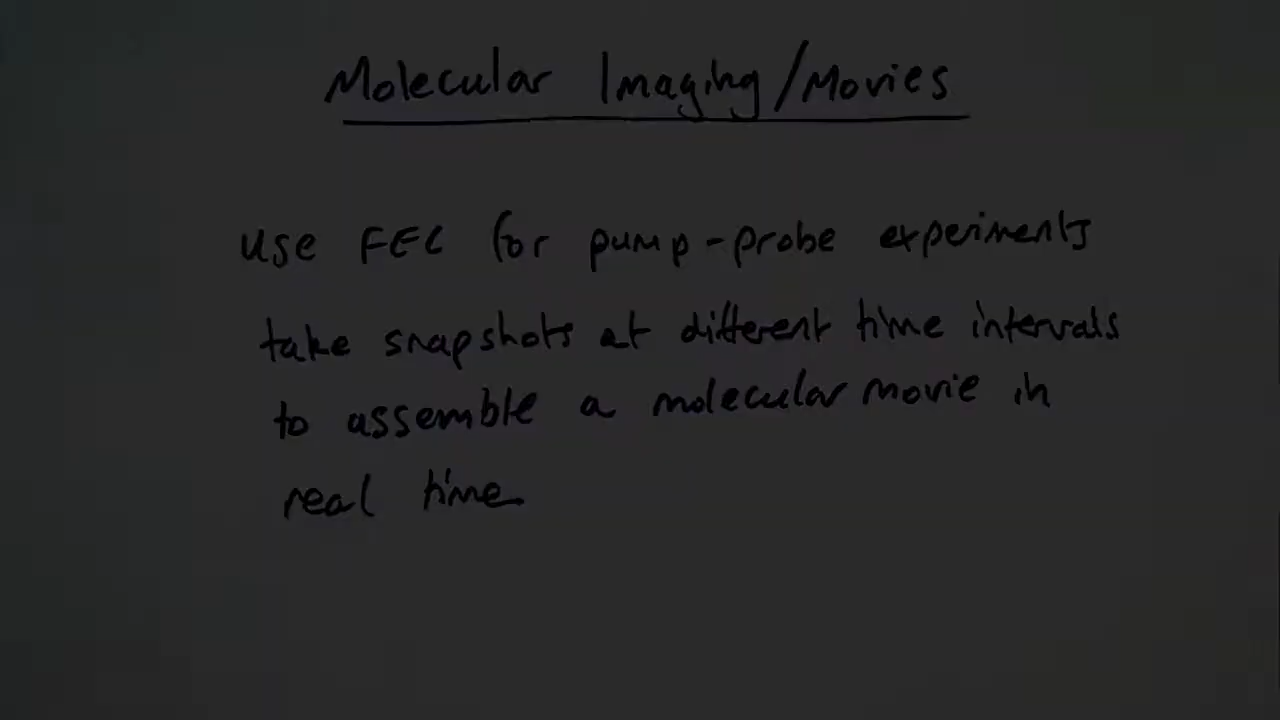 Molecular Imaging/Movies
use FEL for pump-probe experiments
take snapshots at different time intervals
to assemble a molecular movie in
real time